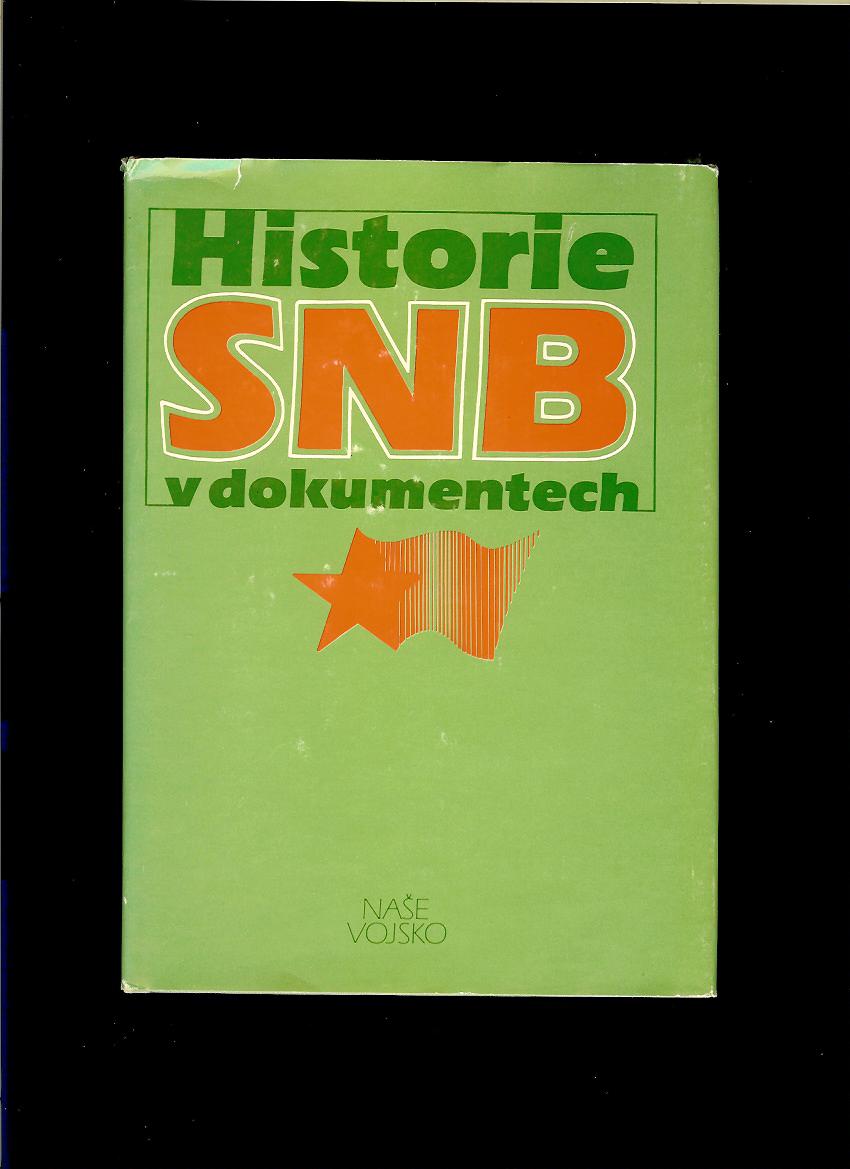 Historie
SNB
v dokumentech
NAŠE
VOJSKO